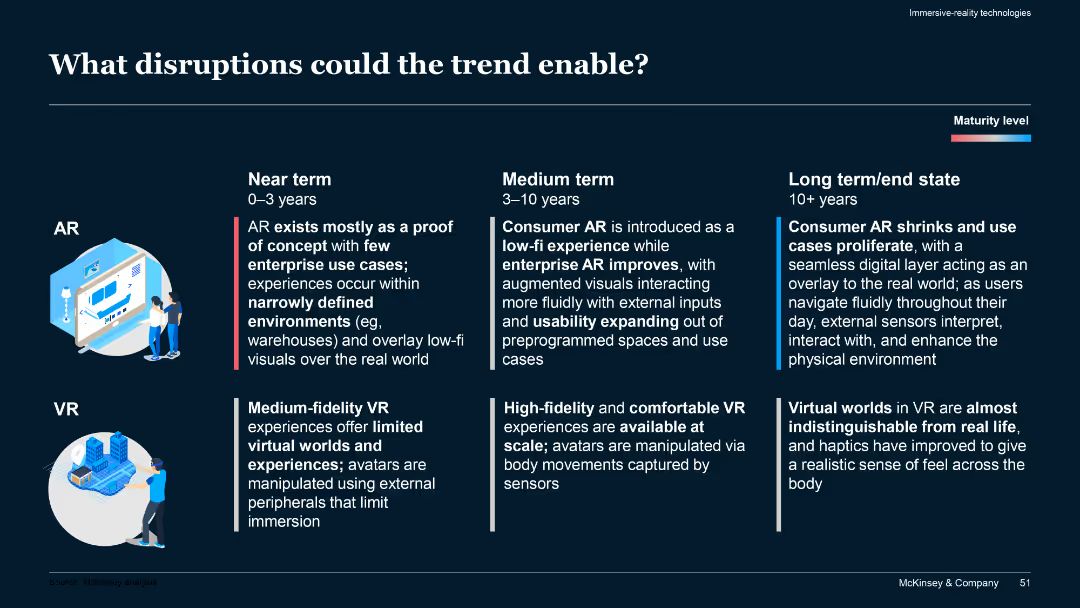 Immersive-reality technologies
What disruptions could the trend enable?
Maturity level
Near term
0–3 years
Medium term
3–10 years
Long term/end state
10+ years
AR
AR exists mostly as a proof
of concept with few
enterprise use cases;
experiences occur within
narrowly defined
environments (eg,
warehouses) and overlay low-fi
visuals over the real world
Consumer AR is introduced as a
low-fi experience while
enterprise AR improves, with
augmented visuals interacting
more fluidly with external inputs
and usability expanding out of
preprogrammed spaces and use
cases
Consumer AR shrinks and use
cases proliferate, with a
seamless digital layer acting as an
overlay to the real world; as users
navigate fluidly throughout their
day, external sensors interpret,
interact with, and enhance the
physical environment
VR
Medium-fidelity VR
experiences offer limited
virtual worlds and
experiences; avatars are
manipulated using external
peripherals that limit
immersion
High-fidelity and comfortable VR
experiences are available at
scale; avatars are manipulated via
body movements captured by
sensors
Virtual worlds in VR are almost
indistinguishable from real life,
and haptics have improved to give
a realistic sense of feel across the
body
Source: McKinsey analysis
McKinsey & Company 51